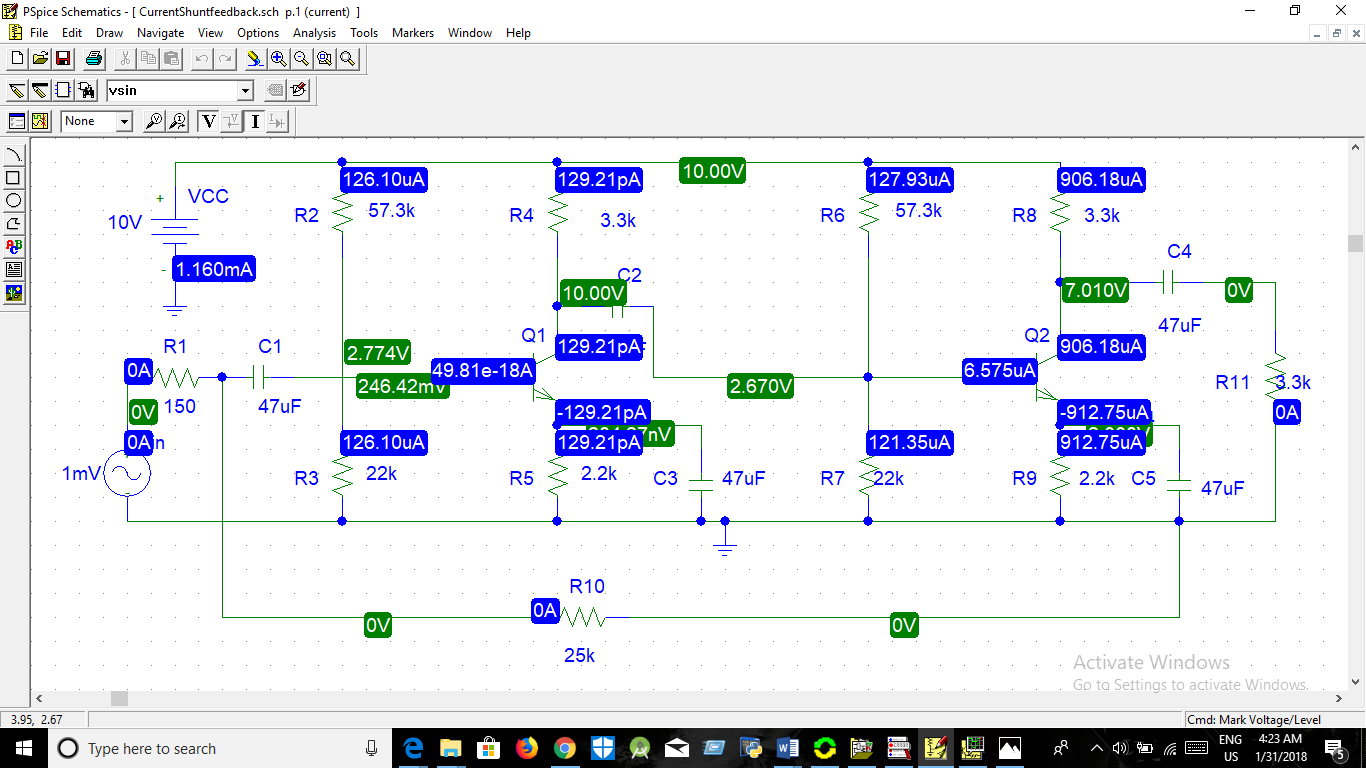 PSpice Schematics - [ CurrentShuntfeedback.sch p.1 (current) ]
File Edit Draw Navigate View Options Analysis Tools Markers Window Help
vsin
None V I
10.00V
126.10uA 129.21pA 127.93uA 906.18uA
+ VCC
R2 57.3k R4 3.3k R6 57.3k R8 3.3k
10V
C4
- 1.160mA
C2
10.00V 7.010V 0V
47uF
Q1 Q2
R1 C1 129.21pA 906.18uA
2.774V
0A 49.81e-18A 6.575uA
246.42mV 2.670V
R11 3.3k
150 47uF
0V -129.21pA -912.75uA 0A
0A 126.10uA 129.21pA 121.35uA 912.75uA
1mV
R3 22k R5 2.2k C3 47uF R7 22k R9 2.2k C5 47uF
R10
0A
0V 0V
25k
Activate Windows
Go to Settings to activate Windows.
3.95, 2.67 Cmd: Mark Voltage/Level
Type here to search
ENG 4:23 AM
US 1/31/2018 5